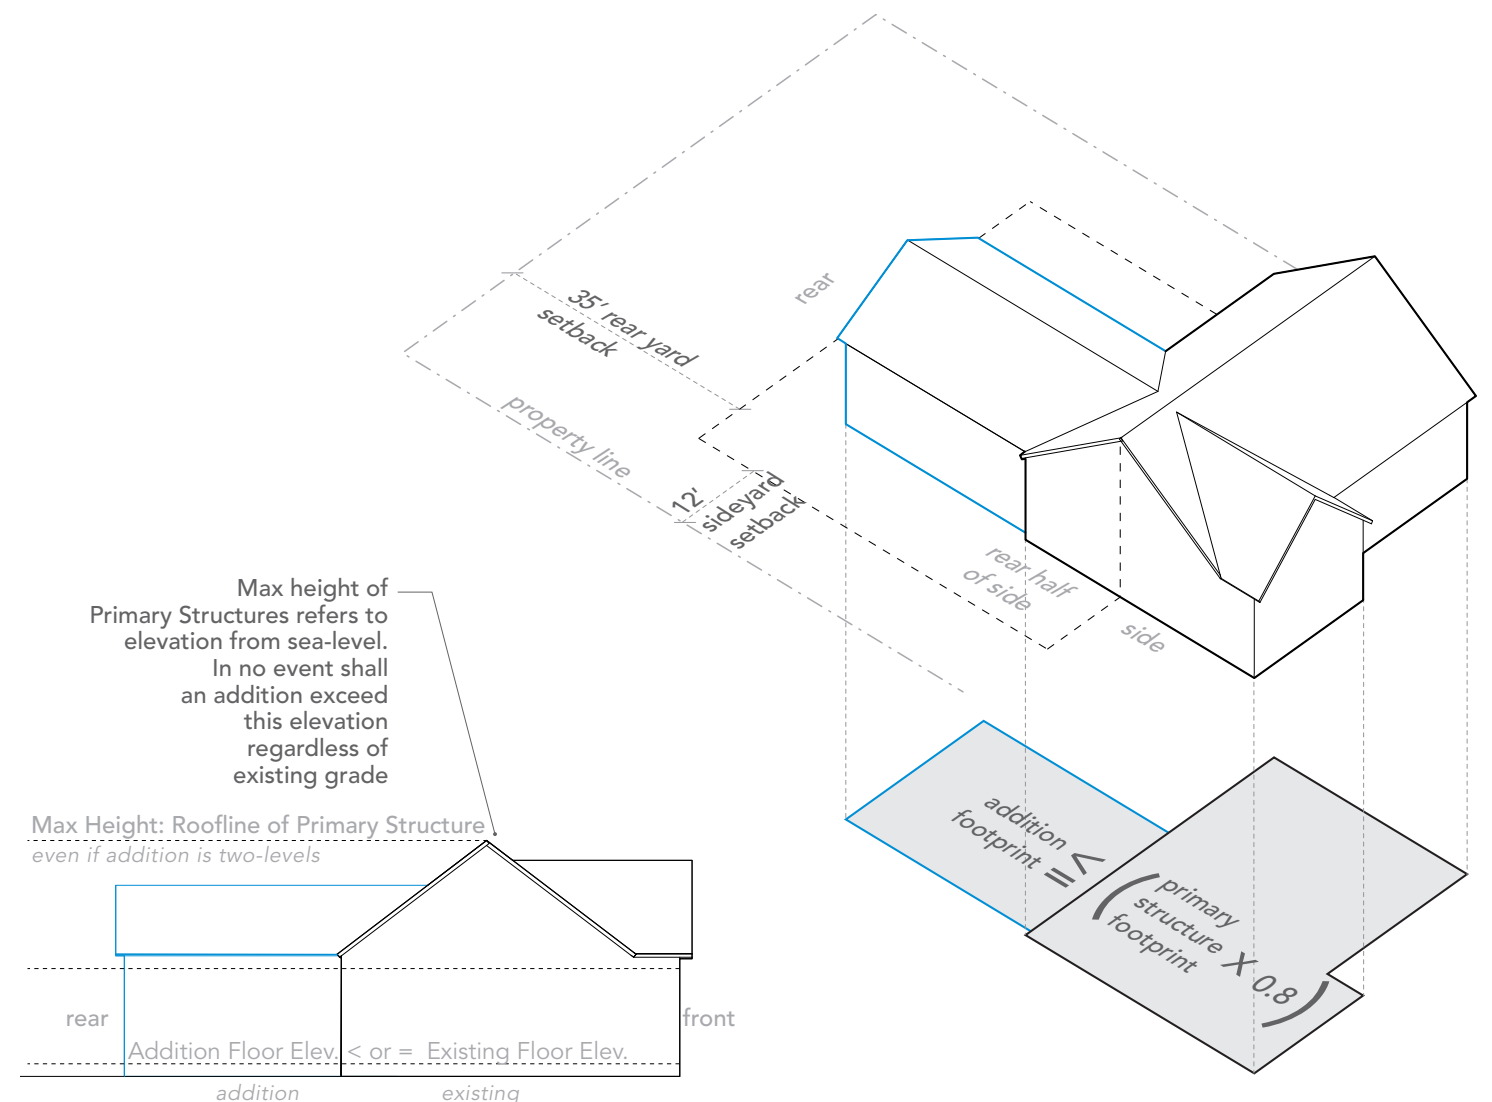 rear
35' rear yard
setback
property line
12'
sideyard
setback
rear half
of side
side
Max height of
Primary Structures refers to
elevation from sea-level.
In no event shall
an addition exceed
this elevation
regardless of
existing grade
Max Height: Roofline of Primary Structure
even if addition is two-levels
rear
front
Addition Floor Elev. < or = Existing Floor Elev.
addition
existing
addition
footprint
< =
(primary
structure
footprint
X 0.8)